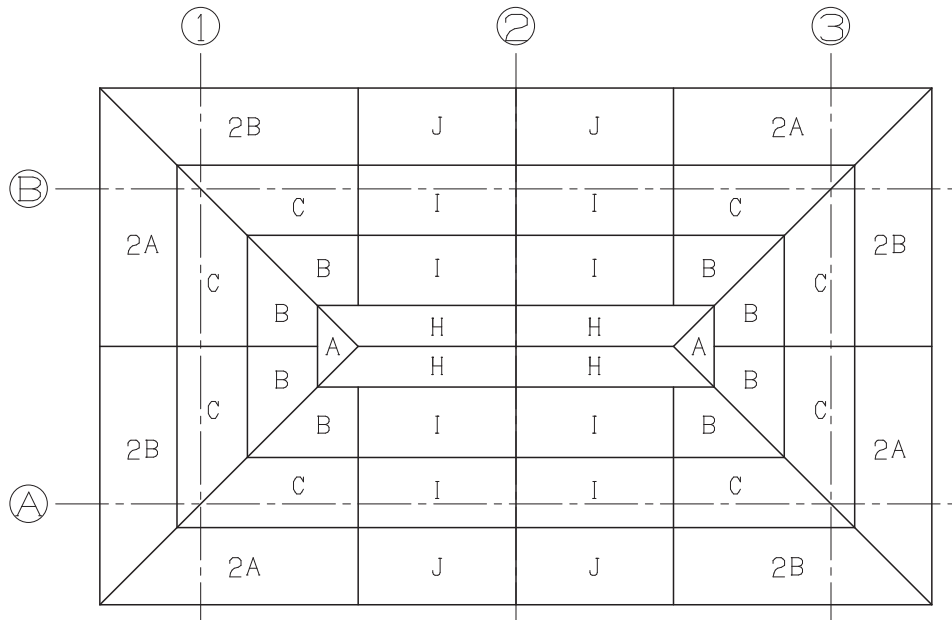 1 2 3
2B J J 2A
B
C I I C
2A 2B
B I I B
C C
B B
H H
A A
H H
B B
C C
B I I B
2B 2A
C I I C
A
2A J J 2B